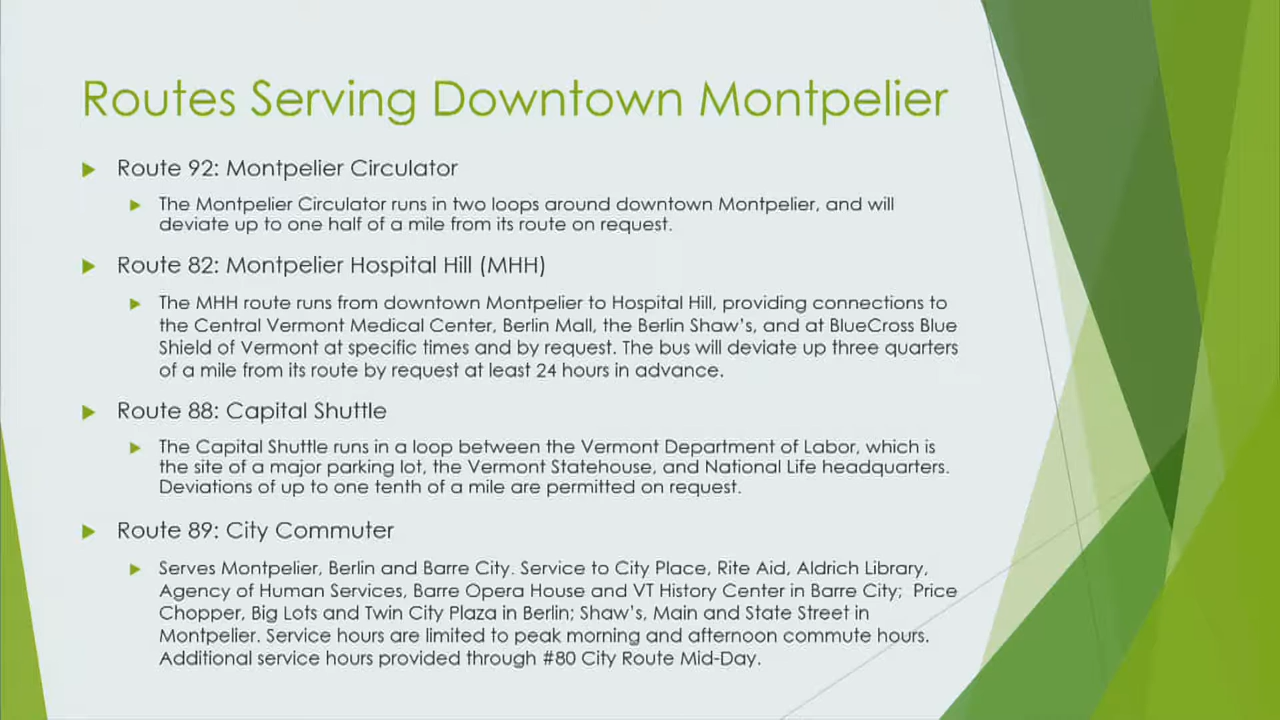 Routes Serving Downtown Montpelier
Route 92: Montpelier Circulator
The Montpelier Circulator runs in two loops around downtown Montpelier, and will
deviate up to one half of a mile from its route on request.
Route 82: Montpelier Hospital Hill (MHH)
The MHH route runs from downtown Montpelier to Hospital Hill, providing connections to
the Central Vermont Medical Center, Berlin Mall, the Berlin Shaw's, and at BlueCross Blue
Shield of Vermont at specific times and by request. The bus will deviate up three quarters
of a mile from its route by request at least 24 hours in advance.
Route 88: Capital Shuttle
The Capital Shuttle runs in a loop between the Vermont Department of Labor, which is
the site of a major parking lot, the Vermont Statehouse, and National Life headquarters.
Deviations of up to one tenth of a mile are permitted on request.
Route 89: City Commuter
Serves Montpelier, Berlin and Barre City. Service to City Place, Rite Aid, Aldrich Library,
Agency of Human Services, Barre Opera House and VT History Center in Barre City;  Price
Chopper, Big Lots and Twin City Plaza in Berlin; Shaw's, Main and State Street in
Montpelier. Service hours are limited to peak morning and afternoon commute hours.
Additional service hours provided through #80 City Route Mid-Day.